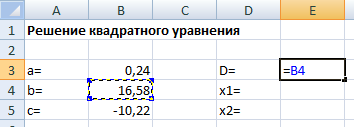 A B C D E
1 Решение квадратного уравнения
2
3 a= 0,24 D= =B4
4 b= 16,58 x1=
5 c= -10,22 x2=